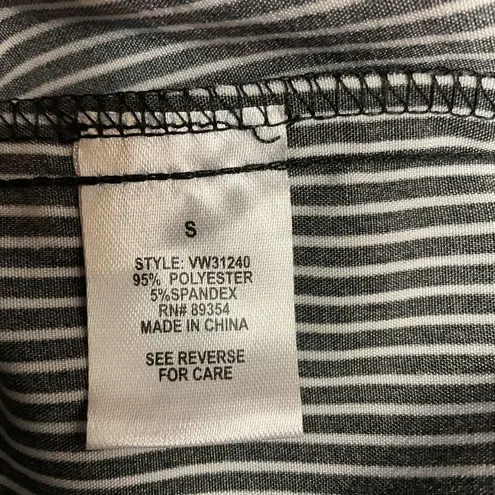 S
STYLE: VW31240
95% POLYESTER
5%SPANDEX
RN# 89354
MADE IN CHINA
SEE REVERSE
FOR CARE